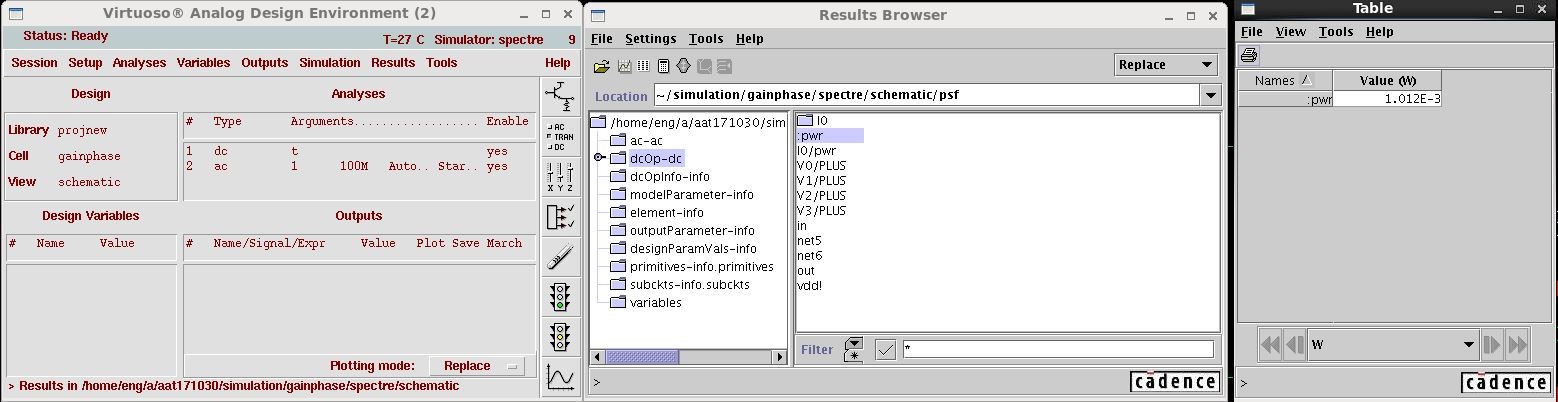 Virtuoso® Analog Design Environment (2)
Status: Ready
T=27 C Simulator: spectre 9
Session Setup Analyses Variables Outputs Simulation Results Tools Help
Design
Library projnew
Cell gainphase
View schematic
Analyses
# Type Arguments................. Enable
1 dc t yes
2 ac 1 100M Auto.. Star.. yes
Design Variables
# Name Value
Outputs
# Name/Signal/Expr Value Plot Save March
Plotting mode: Replace
> Results in /home/eng/a/aat171030/simulation/gainphase/spectre/schematic
AC
TRAN
DC
X Y Z
Results Browser
File Settings Tools Help
Replace
Location ~/simulation/gainphase/spectre/schematic/psf
/home/eng/a/aat171030/sim
ac-ac
dcOp-dc
dcOpInfo-info
modelParameter-info
element-info
outputParameter-info
designParamVals-info
primitives-info.primitives
subckts-info.subckts
variables
I0
:pwr
I0/pwr
V0/PLUS
V1/PLUS
V2/PLUS
V3/PLUS
in
net5
net6
out
vdd!
Filter *
>
cādence
Table
File View Tools Help
Names Value (W)
:pwr 1.012E-3
W
>
cādence